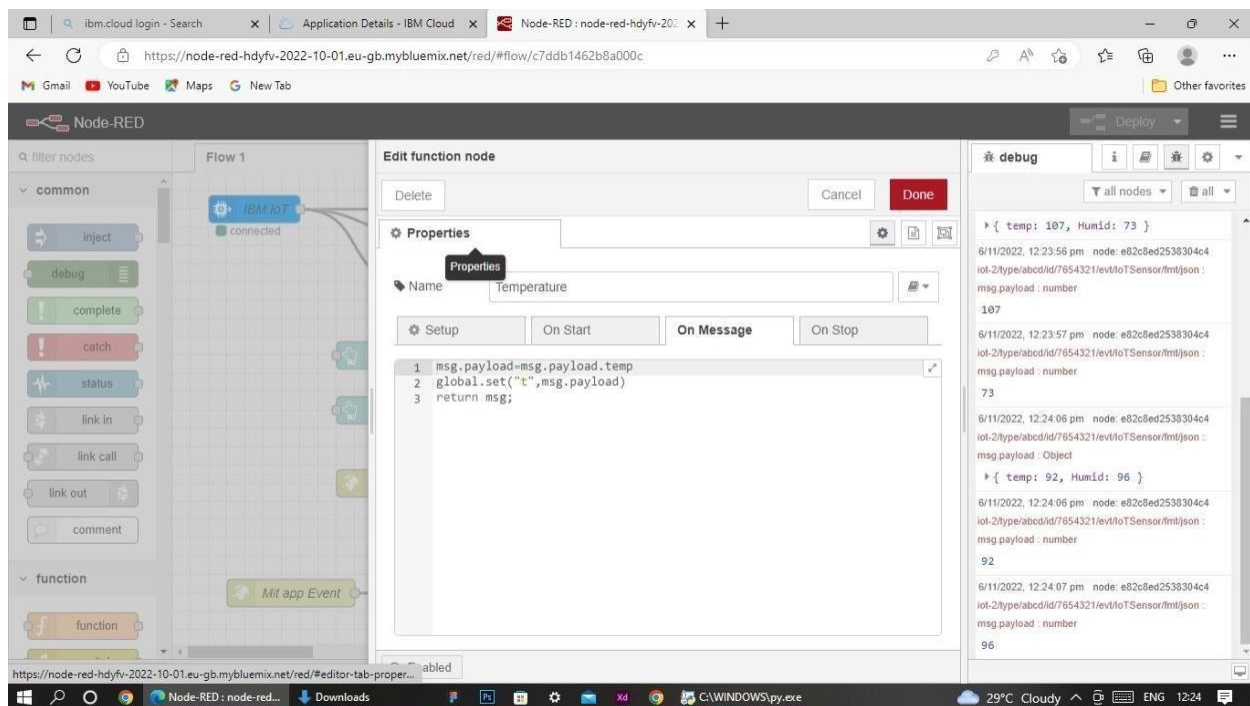 ibm.cloud login - Search
Application Details - IBM Cloud
Node-RED : node-red-hdyfv-202
https://node-red-hdyfv-2022-10-01.eu-gb.mybluemix.net/red/#flow/c7ddb1462b8a000c
Gmail YouTube Maps New Tab Other favorites
Node-RED Deploy
filter nodes
common
inject
debug
complete
catch
status
link in
link call
link out
comment
function
function
Flow 1
IBM IoT
connected
Mit app Event
Edit function node
Delete Cancel Done
Properties
Properties
Name Temperature
Setup On Start On Message On Stop
1 msg.payload=msg.payload.temp
2 global.set("t",msg.payload)
3 return msg;
Enabled
debug
all nodes all
{ temp: 107, Humid: 73 }
6/11/2022, 12:23:56 pm node: e82c8ed2538304c4
iot-2/type/abcd/id/7654321/evt/IoTSensor/fmt/json :
msg.payload : number
107
6/11/2022, 12:23:57 pm node: e82c8ed2538304c4
iot-2/type/abcd/id/7654321/evt/IoTSensor/fmt/json :
msg.payload : number
73
6/11/2022, 12:24:06 pm node: e82c8ed2538304c4
iot-2/type/abcd/id/7654321/evt/IoTSensor/fmt/json :
msg.payload : Object
{ temp: 92, Humid: 96 }
6/11/2022, 12:24:06 pm node: e82c8ed2538304c4
iot-2/type/abcd/id/7654321/evt/IoTSensor/fmt/json :
msg.payload : number
92
6/11/2022, 12:24:07 pm node: e82c8ed2538304c4
iot-2/type/abcd/id/7654321/evt/IoTSensor/fmt/json :
msg.payload : number
96
https://node-red-hdyfv-2022-10-01.eu-gb.mybluemix.net/red/#editor-tab-proper...
Node-RED : node-red... Downloads Ps Xd C:\WINDOWS\py.exe 29°C Cloudy ENG 12:24